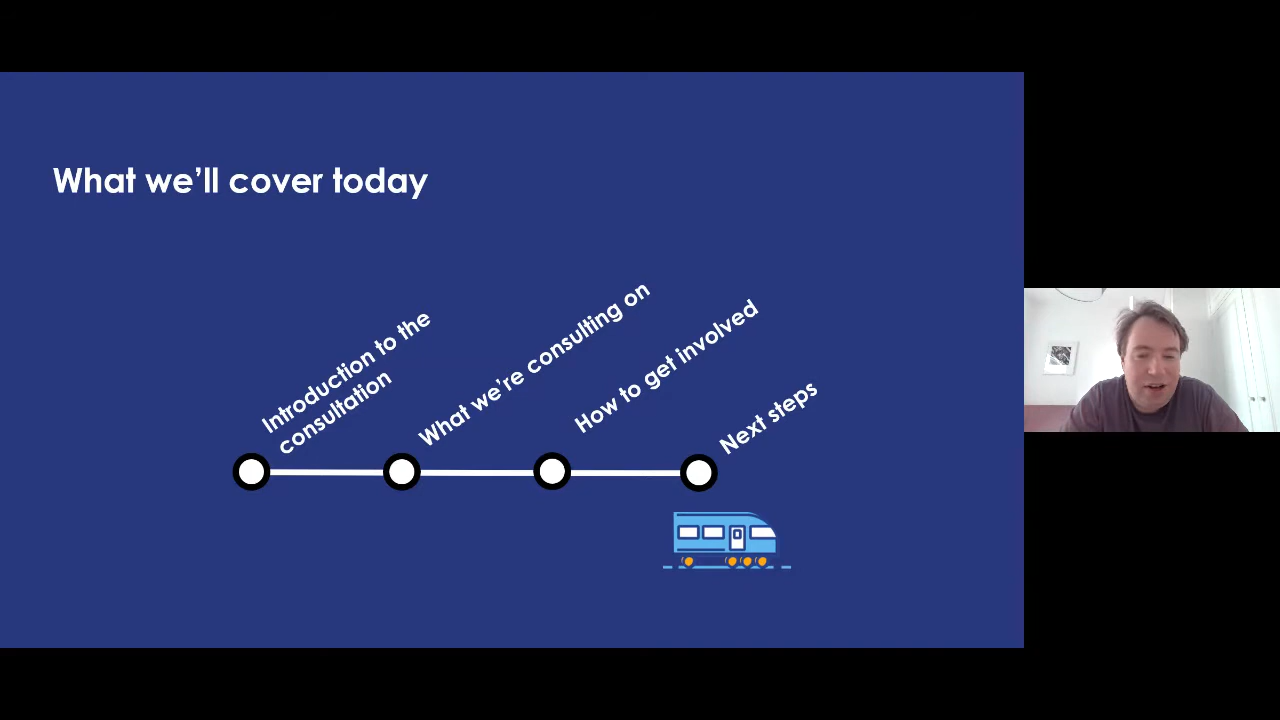 What we’ll cover today
Introduction to the
consultation
What we’re consulting on
How to get involved
Next steps